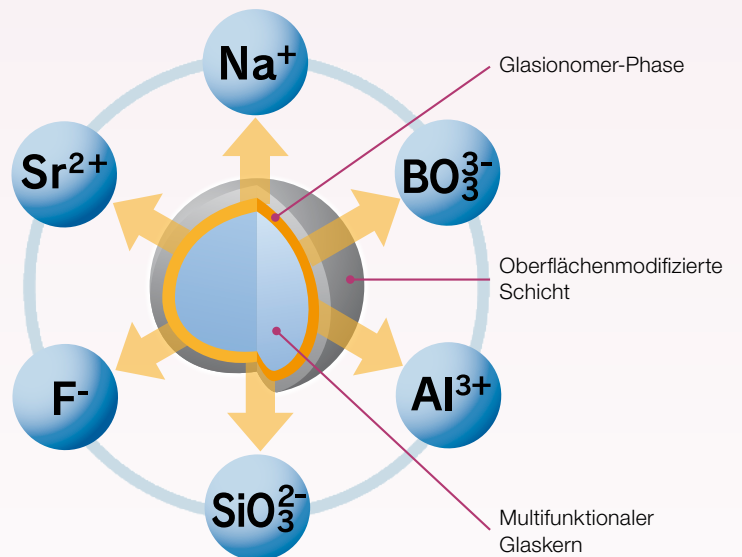 Na⁺
Glasionomer-Phase
Sr²⁺
BO₃³⁻
Oberflächenmodifizierte
Schicht
F⁻
Al³⁺
SiO₃²⁻
Multifunktionaler
Glaskern